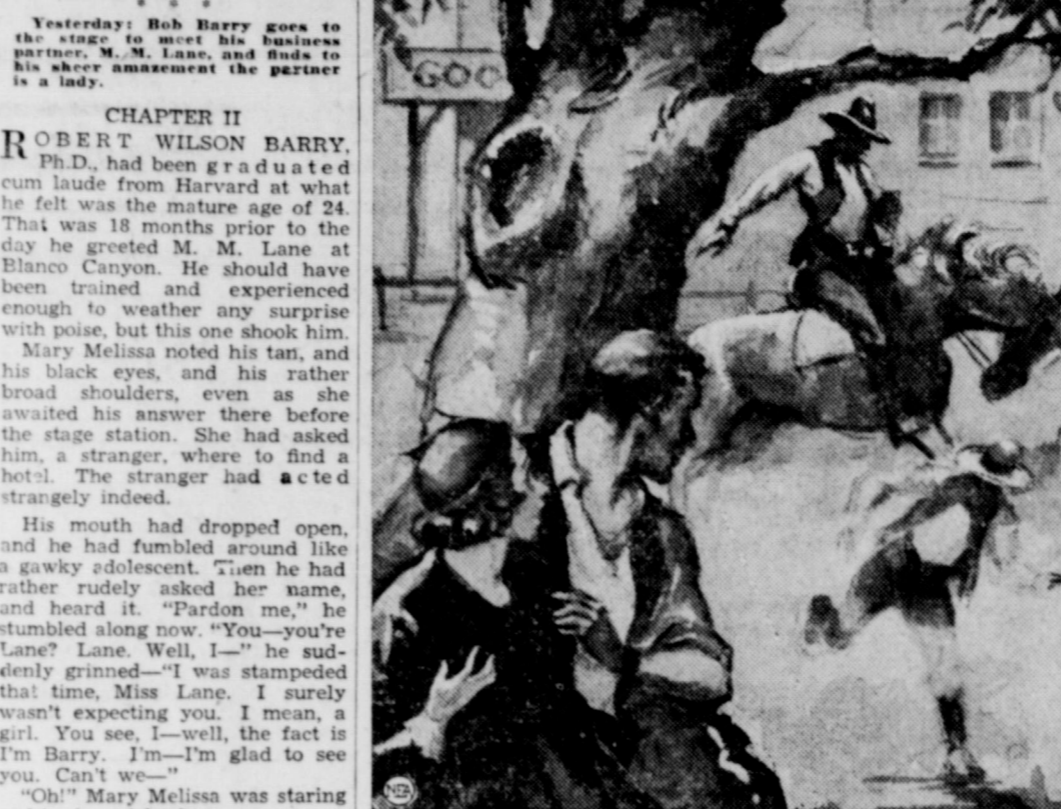 Yesterday: Bob Barry goes to
the stage to meet his business
partner, M. M. Lane, and finds to
his sheer amazement the partner
is a lady.
CHAPTER II
ROBERT WILSON BARRY,
Ph.D., had been graduated
cum laude from Harvard at what
he felt was the mature age of 24.
That was 18 months prior to the
day he greeted M. M. Lane at
Blanco Canyon. He should have
been trained and experienced
enough to weather any surprise
with poise, but this one shook him.
Mary Melissa noted his tan, and
his black eyes, and his rather
broad shoulders, even as she
awaited his answer there before
the stage station. She had asked
him, a stranger, where to find a
hotel. The stranger had acted
strangely indeed.
His mouth had dropped open,
and he had fumbled around like
a gawky adolescent. Then he had
rather rudely asked her name,
and heard it. "Pardon me," he
stumbled along now. "You—you're
Lane? Lane. Well, I—" he sud-
denly grinned—"I was stampeded
that time, Miss Lane. I surely
wasn't expecting you. I mean, a
girl. You see, I—well, the fact is
I'm Barry. I'm—I'm glad to see
you. Can't we—"
"Oh!" Mary Melissa was staring
GOO
NEA